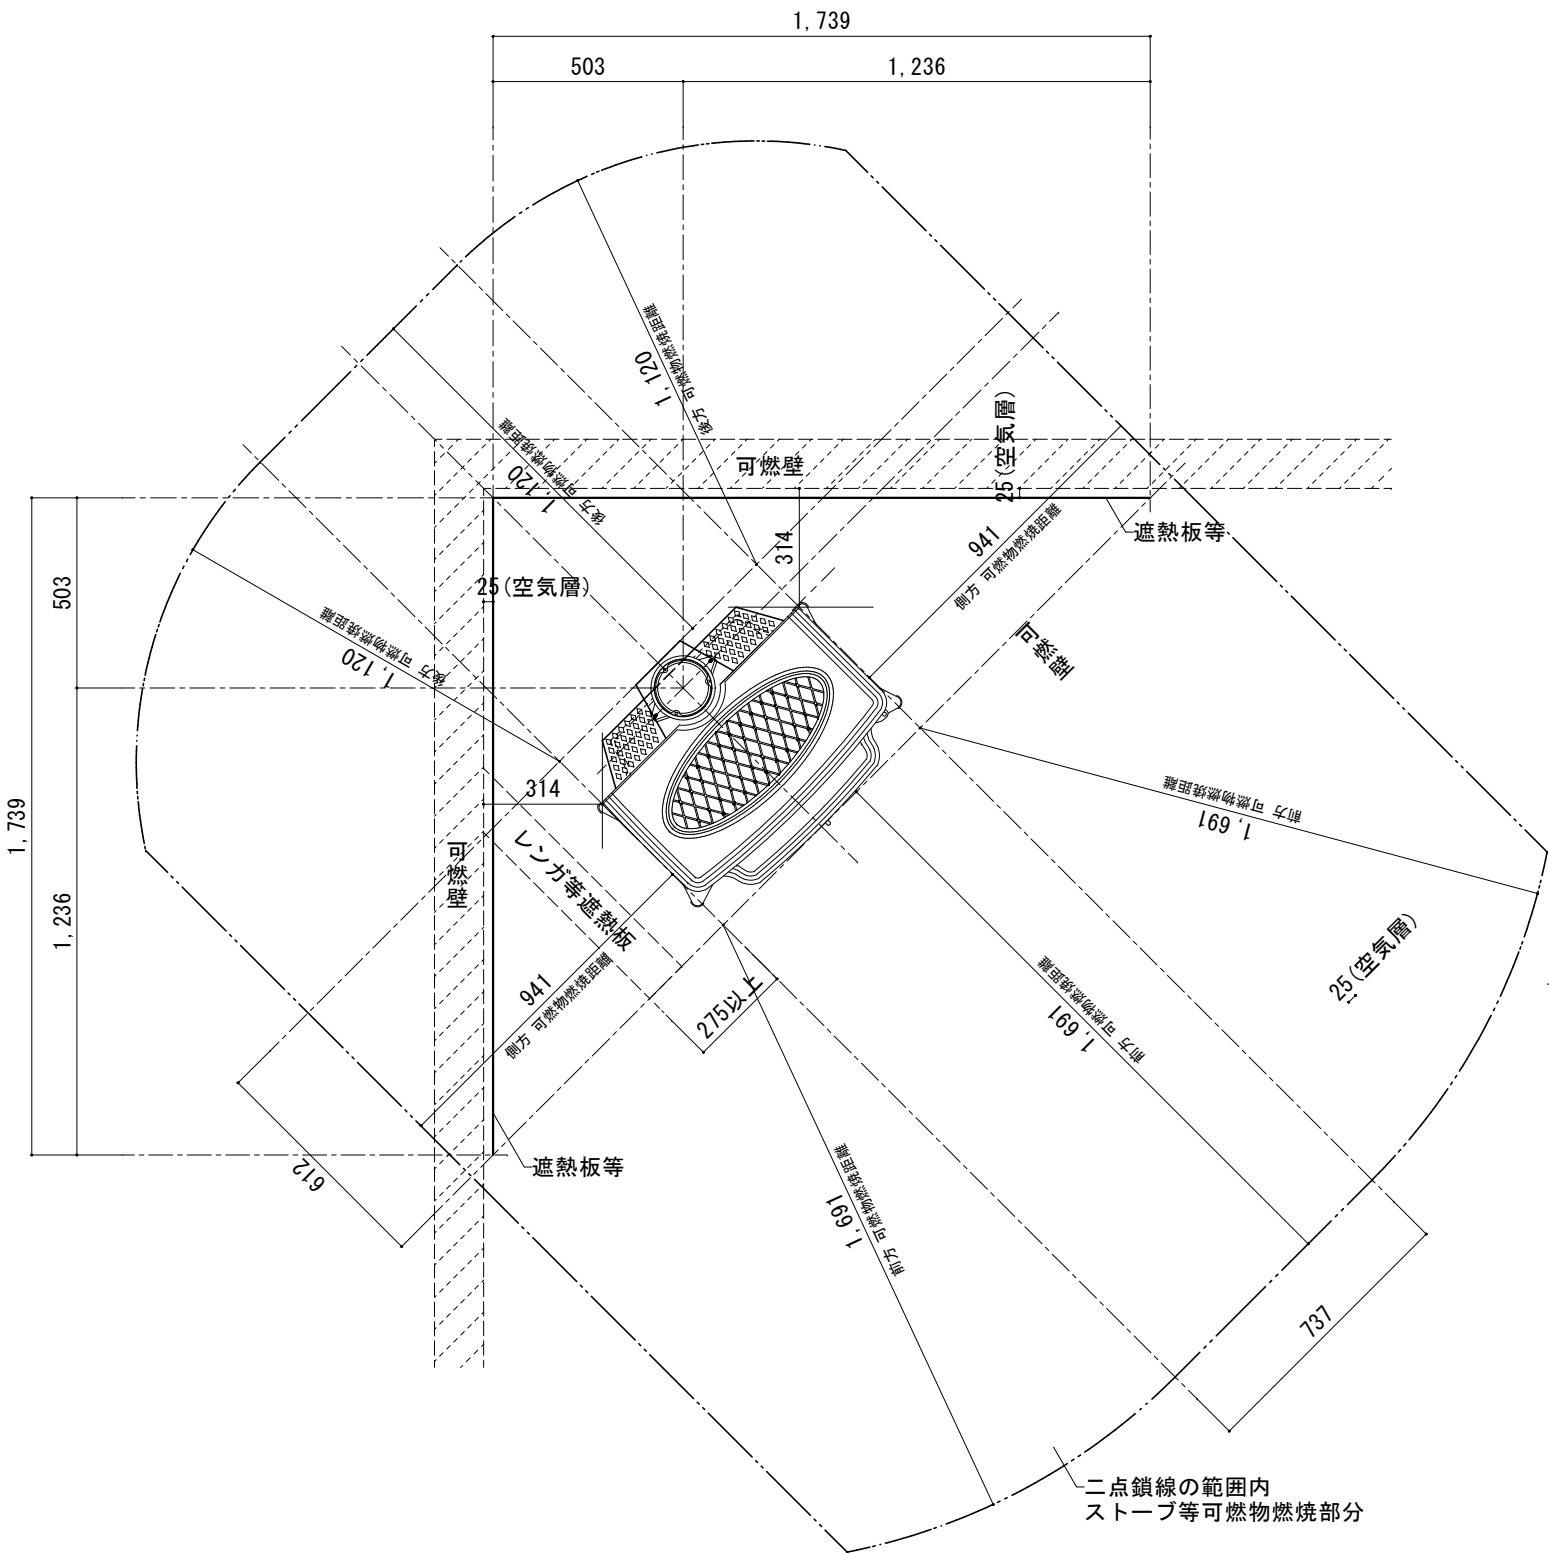 1,739
503
1,236
後方 可燃物燃焼距離
1,120
後方 可燃物燃焼距離
1,120
25(空気層)
可燃壁
941
側方 可燃物燃焼距離
遮熱板等
314
503
25(空気層)
可燃壁
後方 可燃物燃焼距離
1,120
314
前方 可燃物燃焼距離
1,691
1,739
レンガ等遮熱板
可燃壁
1,236
25(空気層)
941
側方 可燃物燃焼距離
275以上
前方 可燃物燃焼距離
1,691
612
遮熱板等
1,691
前方 可燃物燃焼距離
737
二点鎖線の範囲内
ストーブ等可燃物燃焼部分